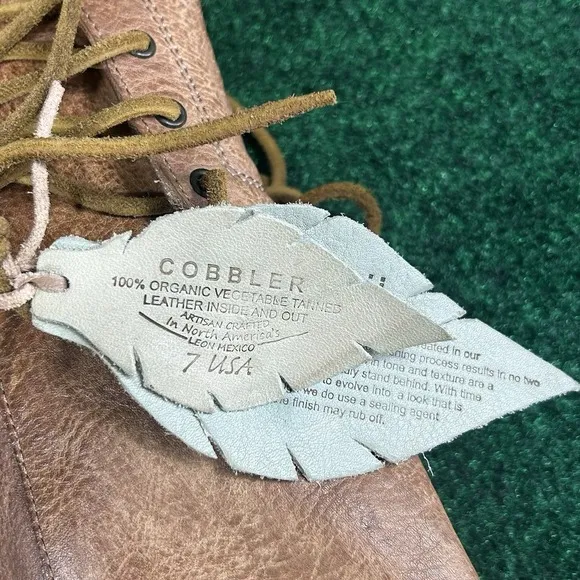 COBBLER
100% ORGANIC VEGETABLE TANNED
LEATHER INSIDE AND OUT
ARTISAN CRAFTED
In North America's
LEON MEXICO
7 USA
in our
process results in no two
in tone and texture are a
stand behind. With time
to evolve into a look that is
we do use a sealing agent
finish may rub off.